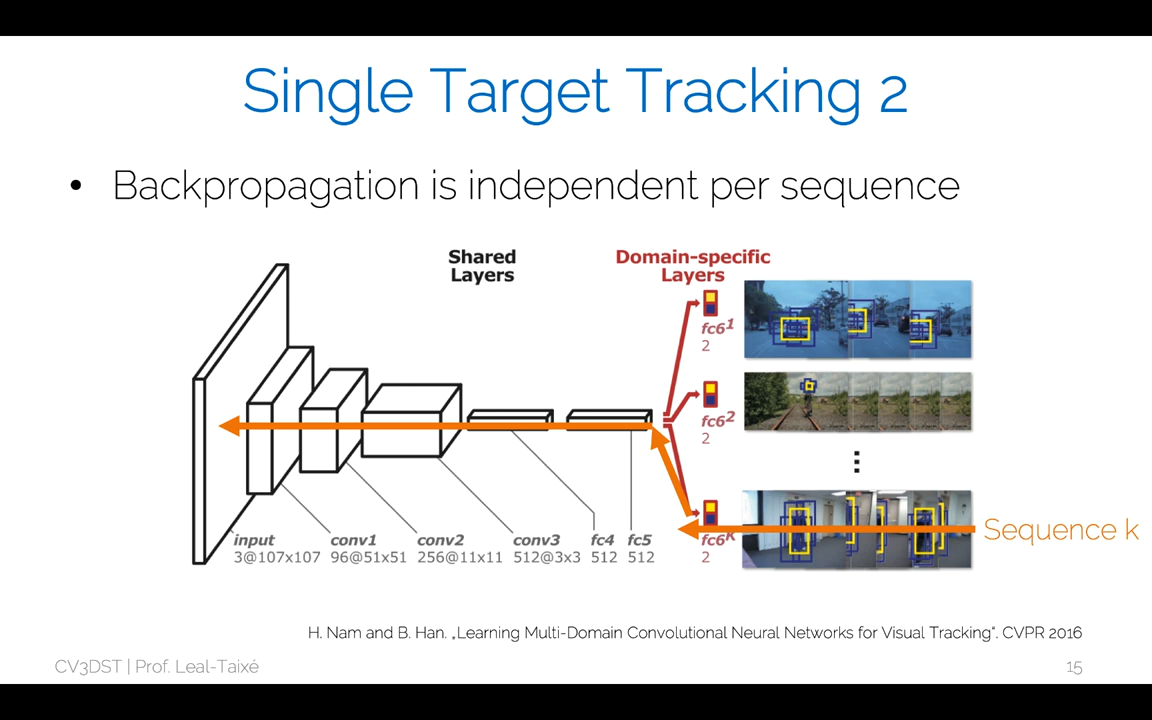 Single Target Tracking 2
• Backpropagation is independent per sequence
Shared
Layers
Domain-specific
Layers
fc6¹
2
fc6²
2
fc6ᴷ
2
Sequence k
input
3@107x107
conv1
96@51x51
conv2
256@11x11
conv3
512@3x3
fc4
512
fc5
512
H. Nam and B. Han. „Learning Multi-Domain Convolutional Neural Networks for Visual Tracking“. CVPR 2016
CV3DST | Prof. Leal-Taixé
15